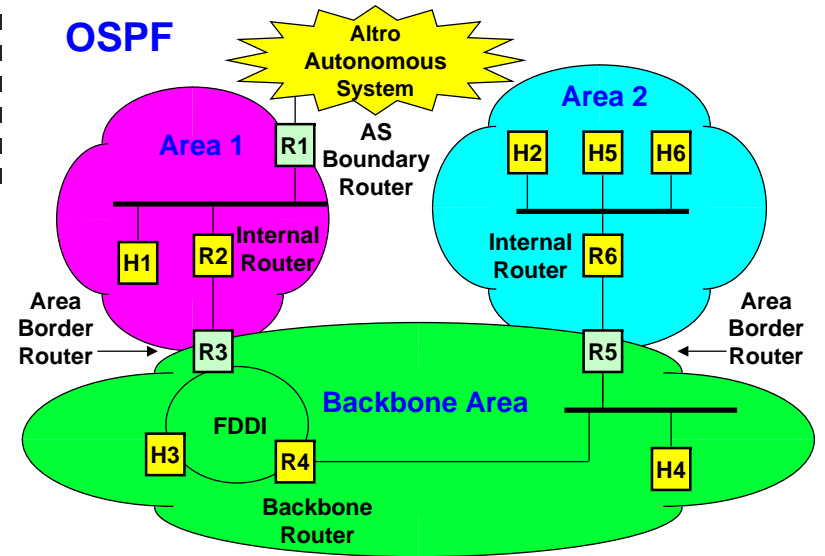 OSPF
Altro
Autonomous
System
Area 1
R1
AS
Boundary
Router
Area 2
H2
H5
H6
H1
R2
Internal
Router
Internal
Router
R6
Area
Border
Router
R3
R5
Area
Border
Router
Backbone Area
FDDI
H3
R4
H4
Backbone
Router